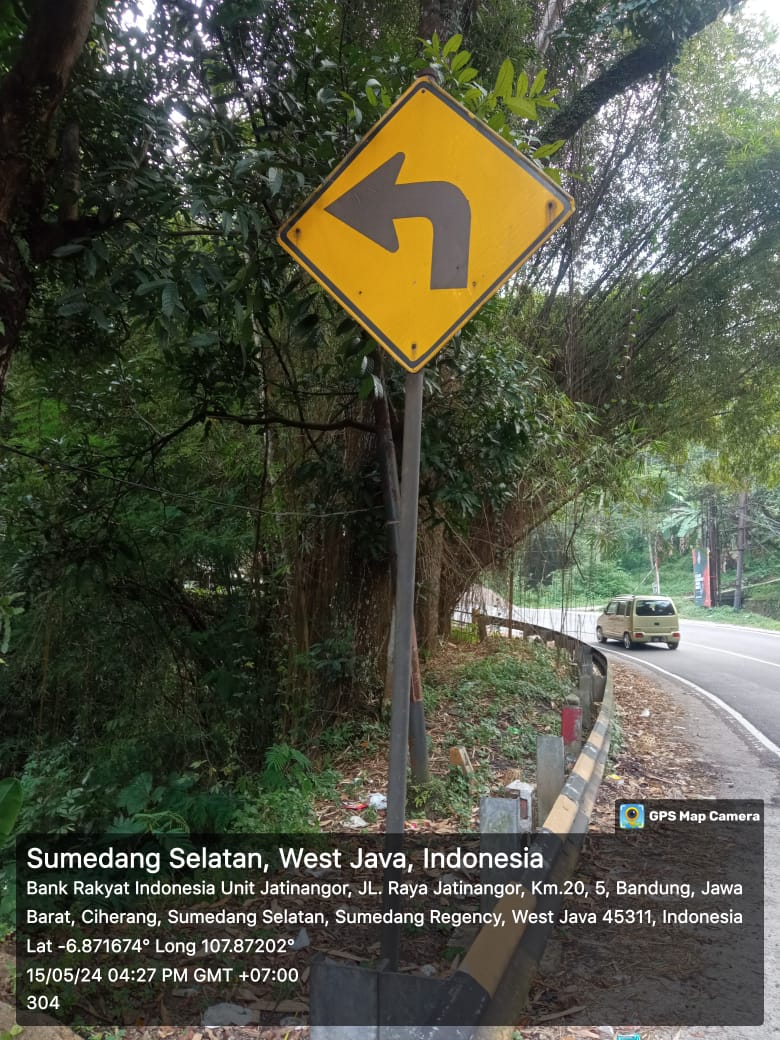 GPS Map Camera
Sumedang Selatan, West Java, Indonesia
Bank Rakyat Indonesia Unit Jatinangor, JL. Raya Jatinangor, Km.20, 5, Bandung, Jawa
Barat, Ciherang, Sumedang Selatan, Sumedang Regency, West Java 45311, Indonesia
Lat -6.871674° Long 107.87202°
15/05/24 04:27 PM GMT +07:00
304